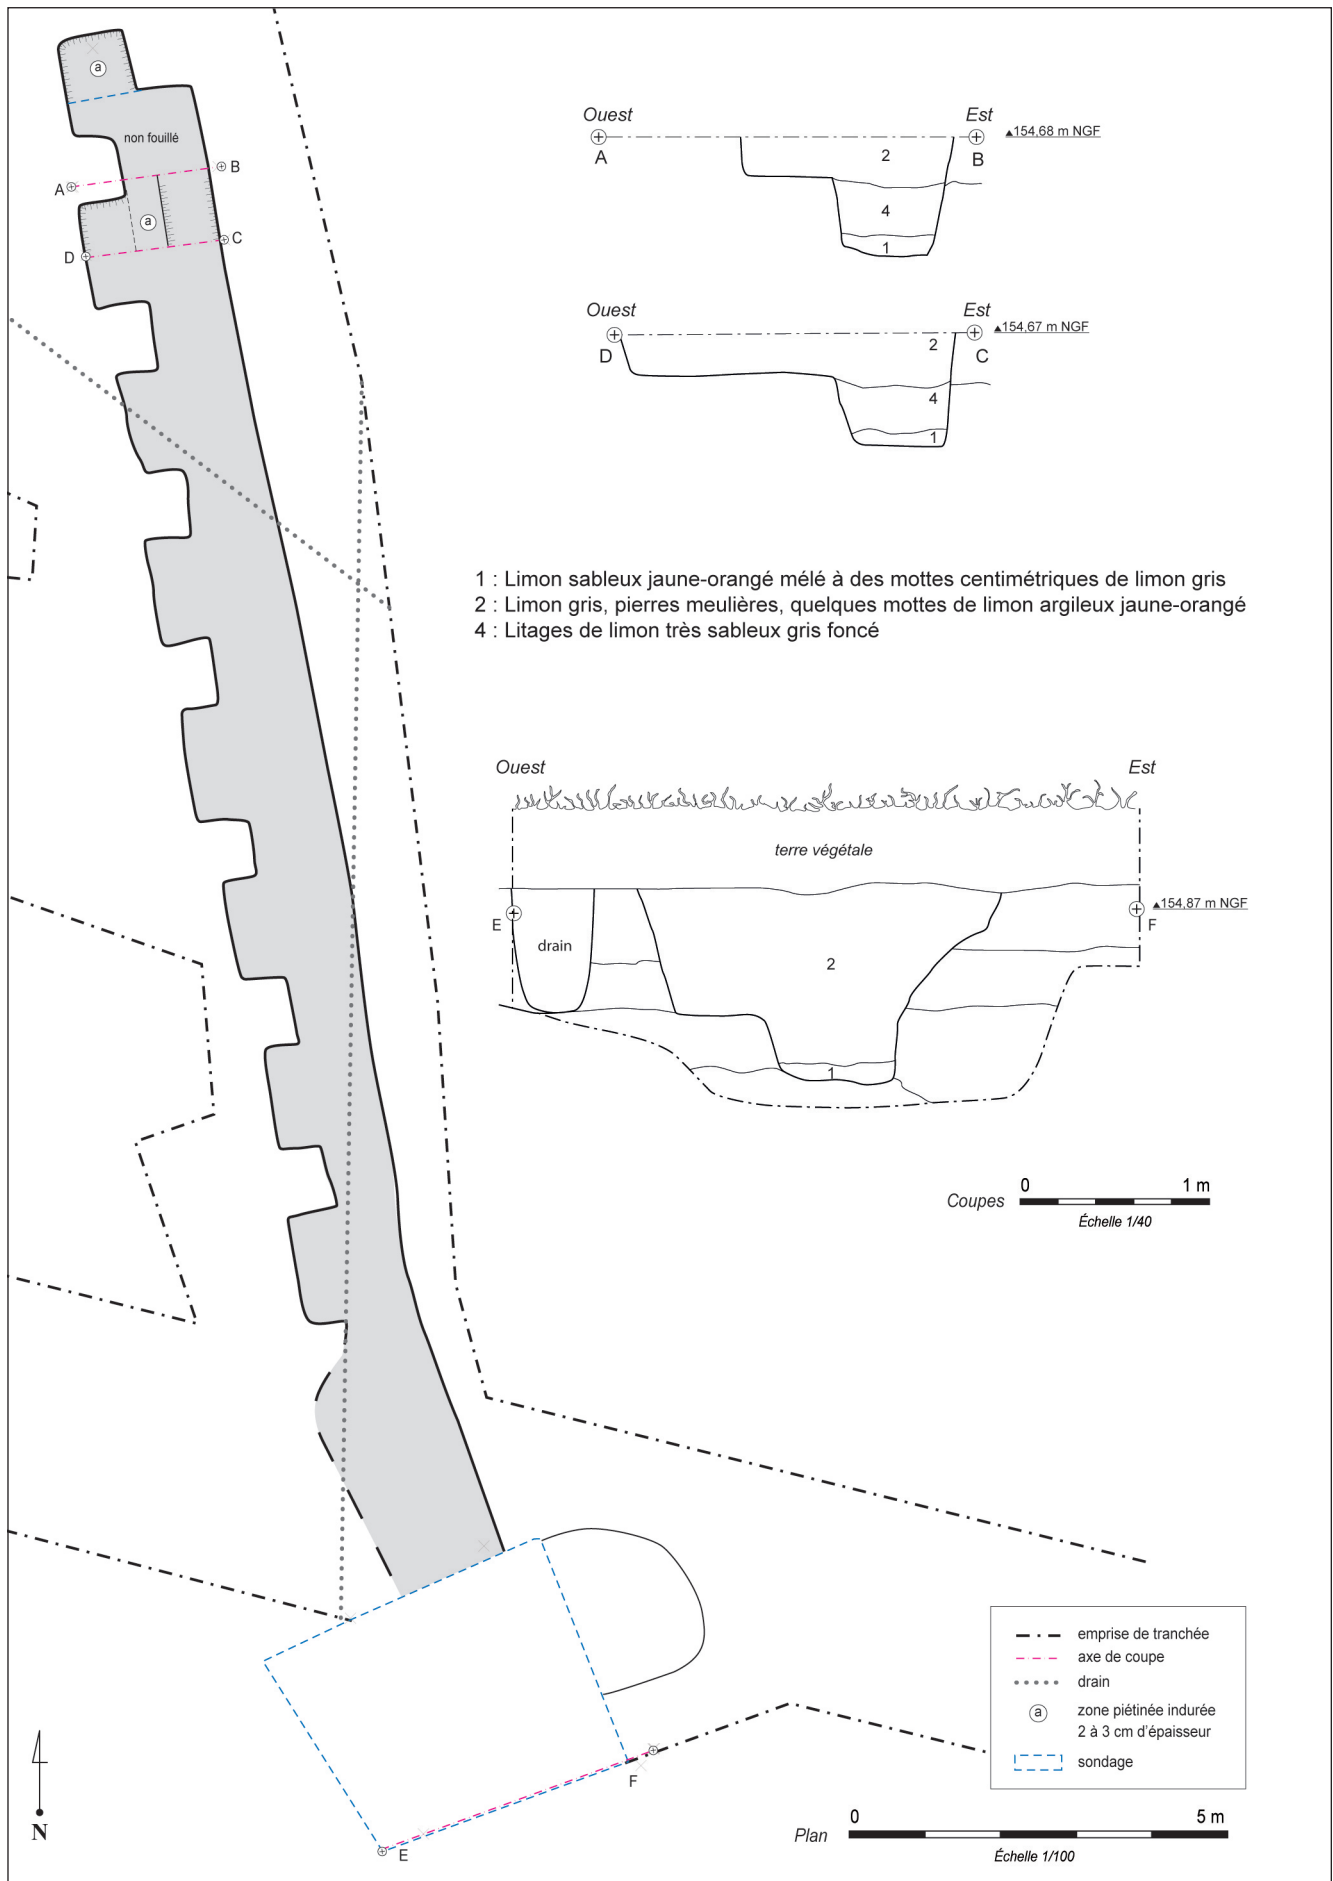 a
non fouillé
A
B
a
C
D
Ouest
Est
A
B
154,68 m NGF
2
4
1
Ouest
Est
D
C
154,67 m NGF
2
4
1
1 : Limon sableux jaune-orangé mélé à des mottes centimétriques de limon gris
2 : Limon gris, pierres meulières, quelques mottes de limon argileux jaune-orangé
4 : Litages de limon très sableux gris foncé
Ouest
Est
terre végétale
E
154,87 m NGF
F
drain
2
1
Coupes
0
1 m
Échelle 1/40
emprise de tranchée
axe de coupe
drain
a
zone piétinée indurée
2 à 3 cm d'épaisseur
sondage
F
E
N
Plan
0
5 m
Échelle 1/100